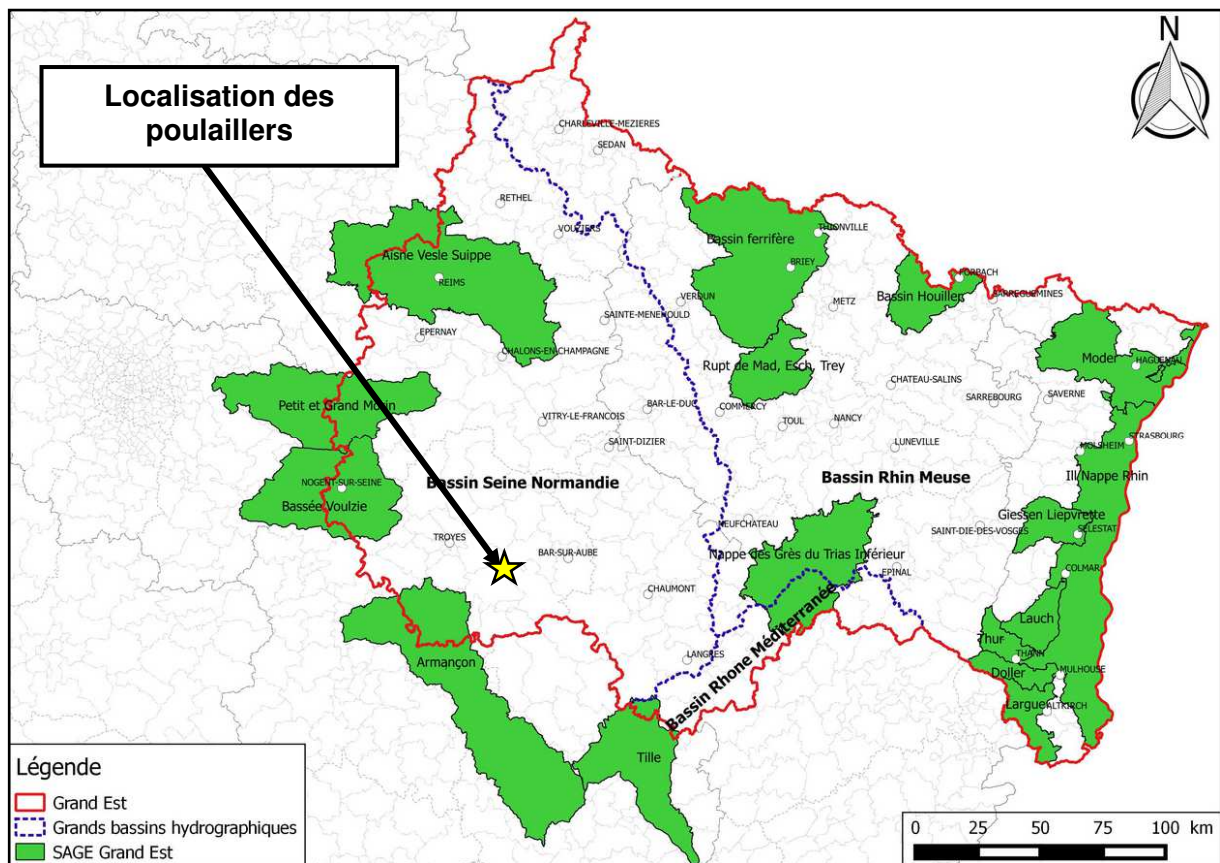 Localisation des
poulaillers
N
CHARLEVILLE-MEZIERES
SEDAN
RETHEL
VOUZIERS
Aisne Vesle Suippe
REIMS
Bassin ferrifère
THIONVILLE
BRIEY
FORBACH
Bassin Houiller
SARREGUEMINES
VERDUN
METZ
SAINTE-MENEHOULD
EPERNAY
CHALONS-EN-CHAMPAGNE
Moder
HAGUENAU
Rupt de Mad, Esch, Trey
CHATEAU-SALINS
SARREBOURG
SAVERNE
Petit et Grand Morin
VITRY-LE-FRANCOIS
BAR-LE-DUC
COMMERCY
TOUL
NANCY
SAINT-DIZIER
LUNEVILLE
MOLSHEIM
STRASBOURG
Ill Nappe Rhin
NOGENT-SUR-SEINE
Bassin Seine Normandie
Bassin Rhin Meuse
Bassée Voulzie
Giessen Liepvrette
NEUFCHATEAU
SAINT-DIE-DES-VOSGES
SELESTAT
TROYES
BAR-SUR-AUBE
Nappe des Grès du Trias Inférieur
EPINAL
COLMAR
CHAUMONT
Lauch
Thur
THANN
LANGRES
Bassin Rhone Méditerranée
Armançon
Doller
MULHOUSE
Largue
ALTKIRCH
Tille
Légende
Grand Est
Grands bassins hydrographiques
SAGE Grand Est
0 25 50 75 100 km